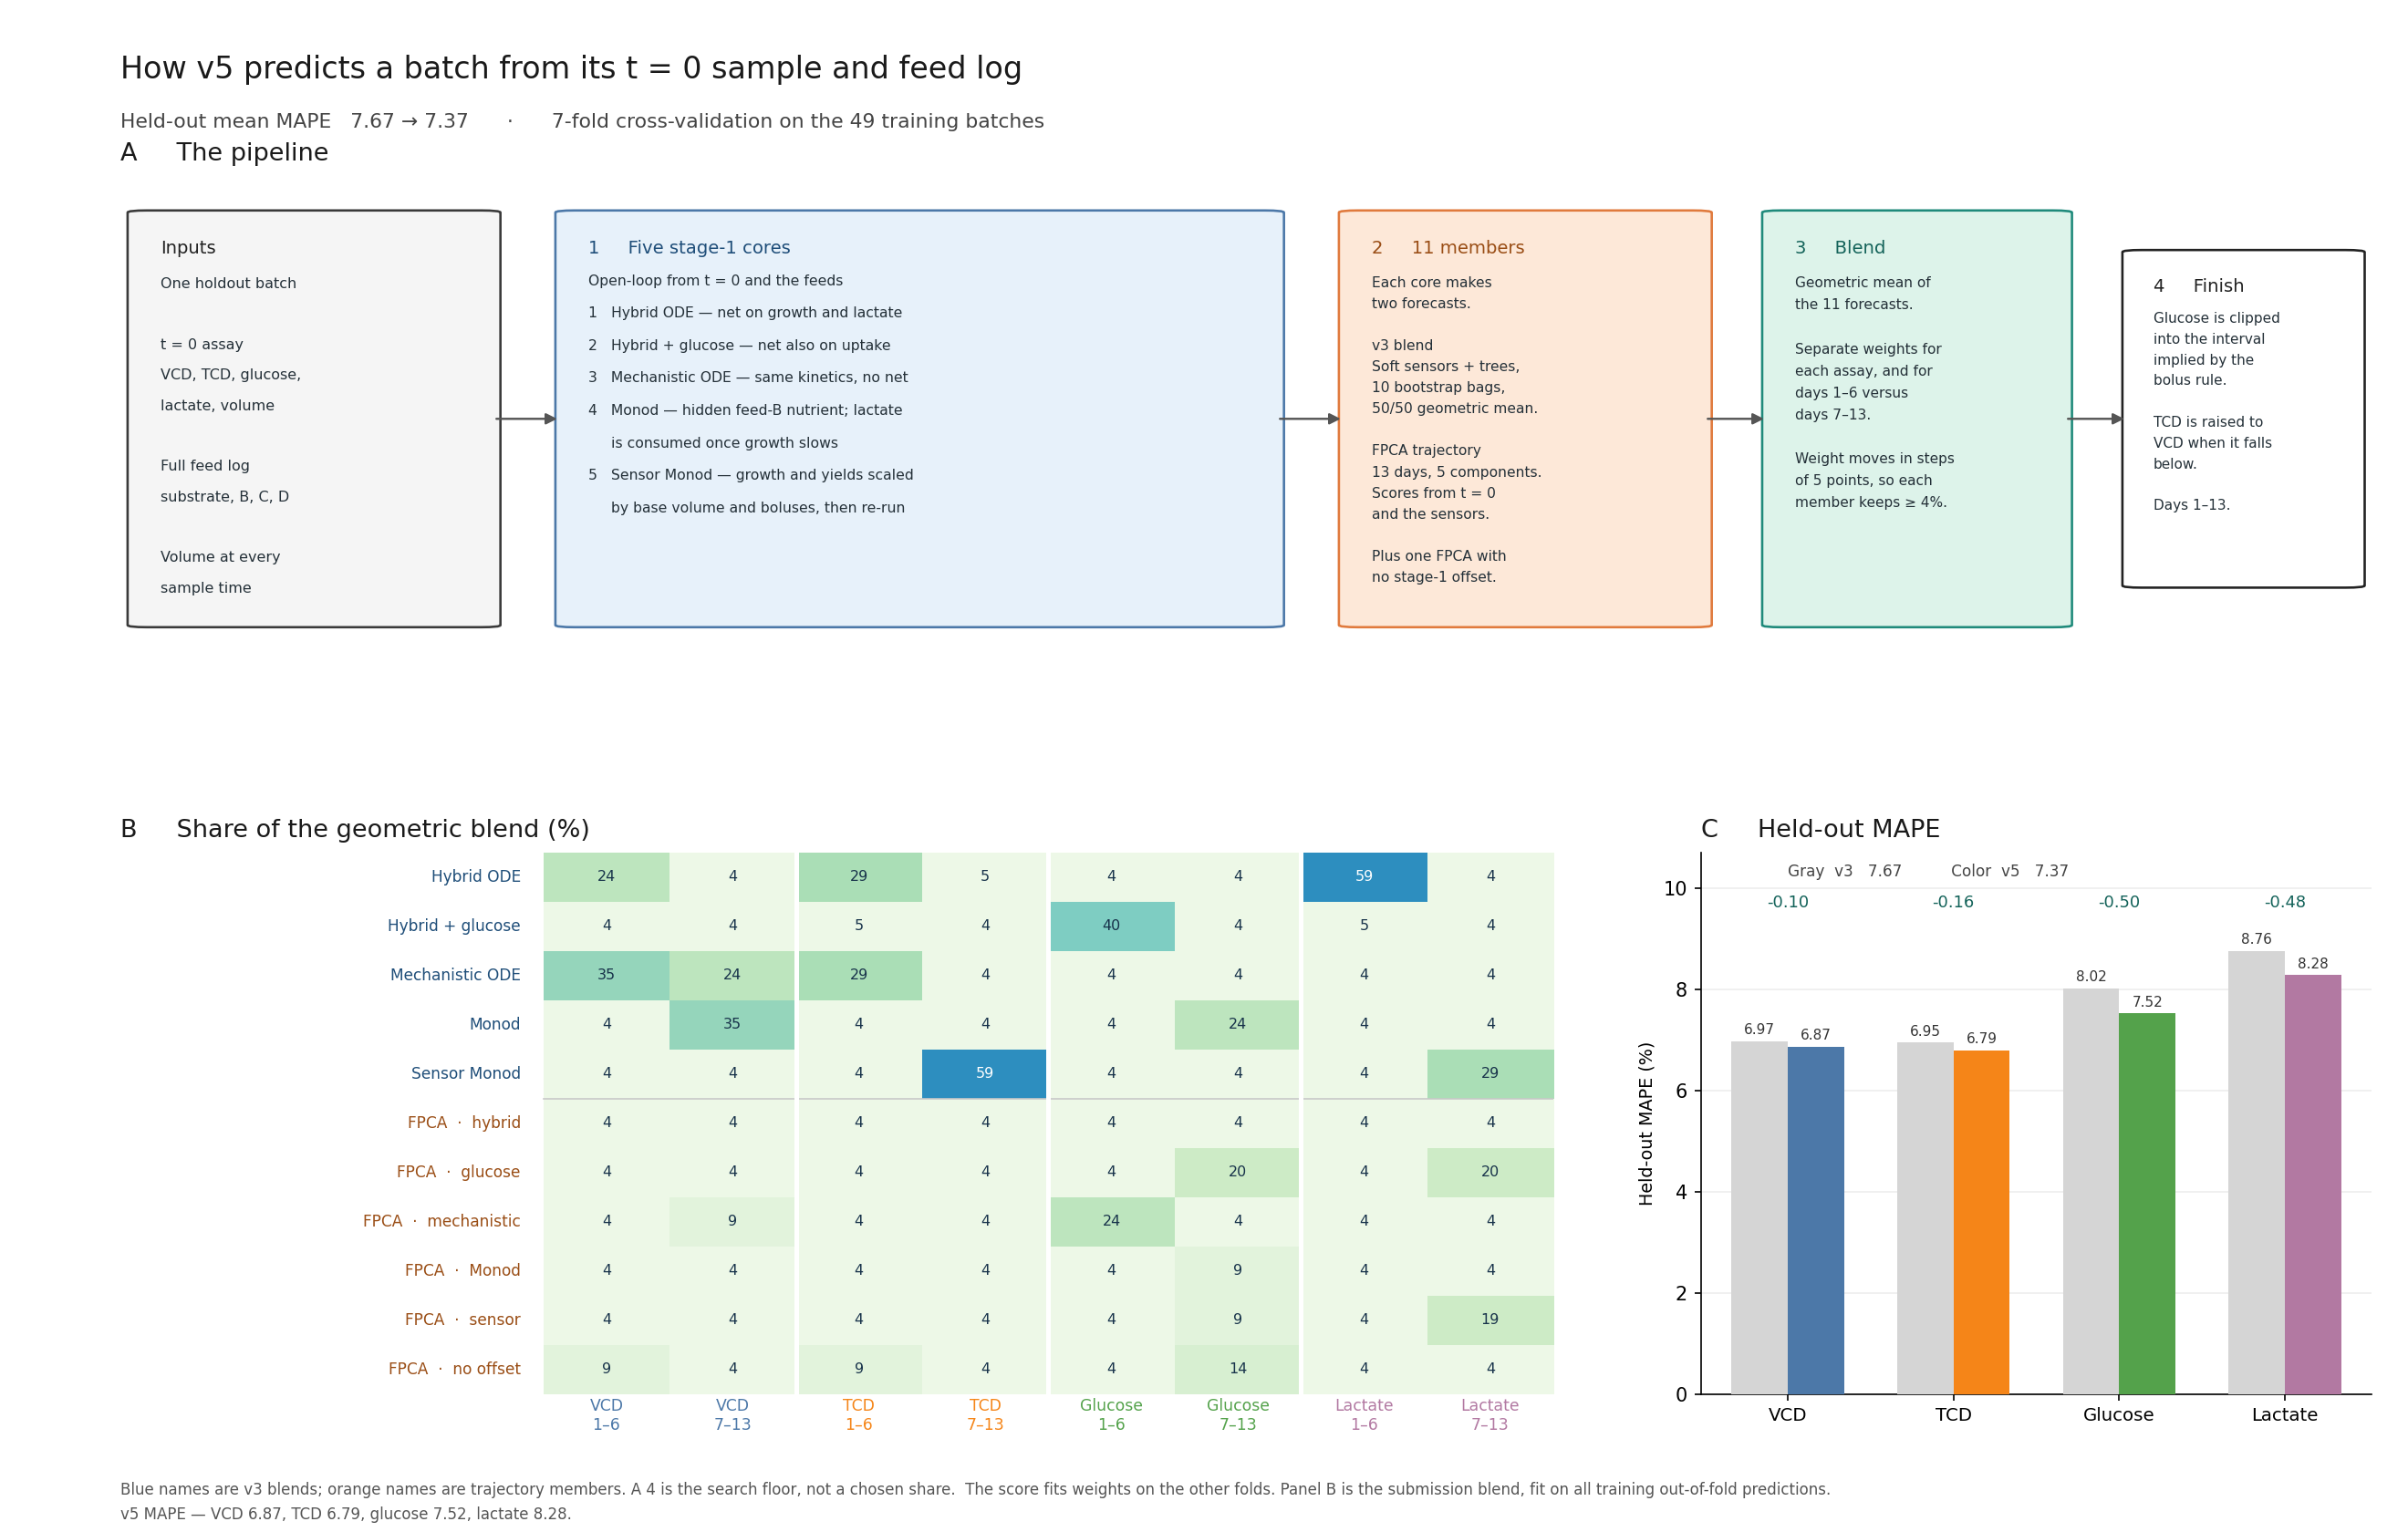 How v5 predicts a batch from its t = 0 sample and feed log
Held-out mean MAPE 7.67 → 7.37 · 7-fold cross-validation on the 49 training batches
A The pipeline
Inputs
One holdout batch
t = 0 assay
VCD, TCD, glucose,
lactate, volume
Full feed log
substrate, B, C, D
Volume at every
sample time
1 Five stage-1 cores
Open-loop from t = 0 and the feeds
1 Hybrid ODE — net on growth and lactate
2 Hybrid + glucose — net also on uptake
3 Mechanistic ODE — same kinetics, no net
4 Monod — hidden feed-B nutrient; lactate
is consumed once growth slows
5 Sensor Monod — growth and yields scaled
by base volume and boluses, then re-run
2 11 members
Each core makes
two forecasts.
v3 blend
Soft sensors + trees,
10 bootstrap bags,
50/50 geometric mean.
FPCA trajectory
13 days, 5 components.
Scores from t = 0
and the sensors.
Plus one FPCA with
no stage-1 offset.
3 Blend
Geometric mean of
the 11 forecasts.
Separate weights for
each assay, and for
days 1–6 versus
days 7–13.
Weight moves in steps
of 5 points, so each
member keeps ≥ 4%.
4 Finish
Glucose is clipped
into the interval
implied by the
bolus rule.
TCD is raised to
VCD when it falls
below.
Days 1–13.
B Share of the geometric blend (%)
Hybrid ODE 24 4 29 5 4 4 59 4
Hybrid + glucose 4 4 5 4 40 4 5 4
Mechanistic ODE 35 24 29 4 4 4 4 4
Monod 4 35 4 4 4 24 4 4
Sensor Monod 4 4 4 59 4 4 4 29
FPCA · hybrid 4 4 4 4 4 4 4 4
FPCA · glucose 4 4 4 4 4 20 4 20
FPCA · mechanistic 4 9 4 4 24 4 4 4
FPCA · Monod 4 4 4 4 4 9 4 4
FPCA · sensor 4 4 4 4 4 9 4 19
FPCA · no offset 9 4 9 4 4 14 4 4
VCD VCD TCD TCD Glucose Glucose Lactate Lactate
1–6 7–13 1–6 7–13 1–6 7–13 1–6 7–13
C Held-out MAPE
Gray v3 7.67 Color v5 7.37
-0.10 -0.16 -0.50 -0.48
6.97 6.87 6.95 6.79 8.02 7.52 8.76 8.28
Held-out MAPE (%)
10
8
6
4
2
0
VCD TCD Glucose Lactate
Blue names are v3 blends; orange names are trajectory members. A 4 is the search floor, not a chosen share. The score fits weights on the other folds. Panel B is the submission blend, fit on all training out-of-fold predictions.
v5 MAPE — VCD 6.87, TCD 6.79, glucose 7.52, lactate 8.28.